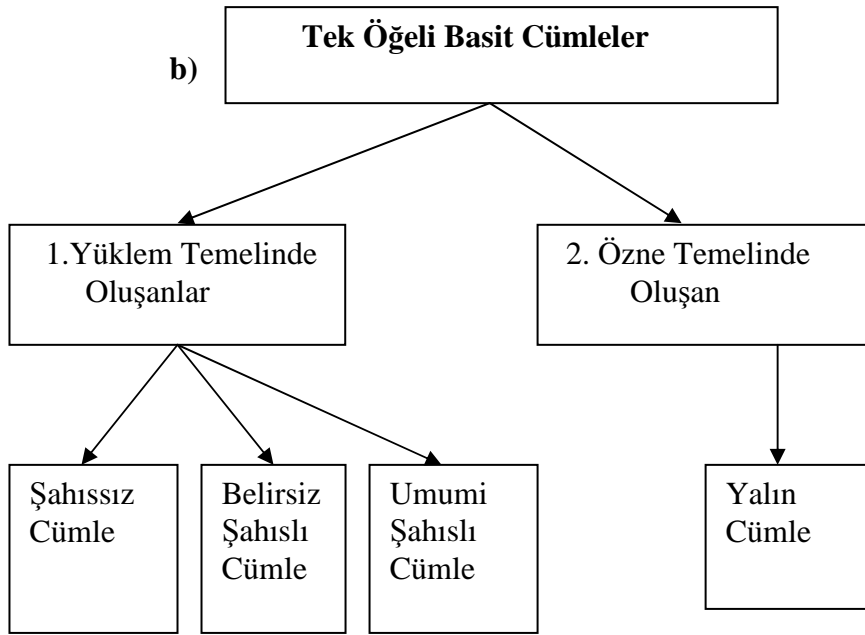 Tek Öğeli Basit Cümleler
b)
1.Yüklem Temelinde
Oluşanlar
2. Özne Temelinde
Oluşan
Şahıssız
Cümle
Belirsiz
Şahıslı
Cümle
Umumi
Şahıslı
Cümle
Yalın
Cümle